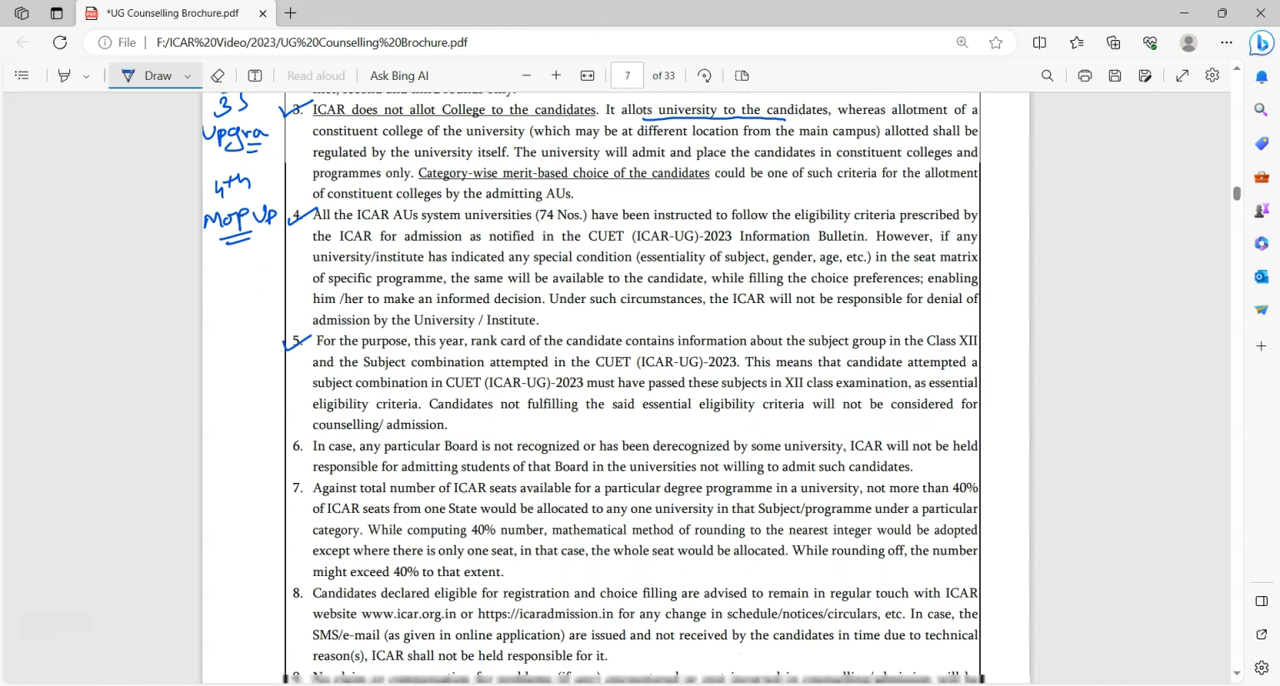 *UG Counselling Brochure.pdf
File F:/ICAR%20Video/2023/UG%20Counselling%20Brochure.pdf
Draw Read aloud Ask Bing AI 7 of 33
35
Upgra
4th
MOP UP
3. ICAR does not allot College to the candidates. It allots university to the candidates, whereas allotment of a
constituent college of the university (which may be at different location from the main campus) allotted shall be
regulated by the university itself. The university will admit and place the candidates in constituent colleges and
programmes only. Category-wise merit-based choice of the candidates could be one of such criteria for the allotment
of constituent colleges by the admitting AUs.
4. All the ICAR AUs system universities (74 Nos.) have been instructed to follow the eligibility criteria prescribed by
the ICAR for admission as notified in the CUET (ICAR-UG)-2023 Information Bulletin. However, if any
university/institute has indicated any special condition (essentiality of subject, gender, age, etc.) in the seat matrix
of specific programme, the same will be available to the candidate, while filling the choice preferences; enabling
him /her to make an informed decision. Under such circumstances, the ICAR will not be responsible for denial of
admission by the University / Institute.
5. For the purpose, this year, rank card of the candidate contains information about the subject group in the Class XII
and the Subject combination attempted in the CUET (ICAR-UG)-2023. This means that candidate attempted a
subject combination in CUET (ICAR-UG)-2023 must have passed these subjects in XII class examination, as essential
eligibility criteria. Candidates not fulfilling the said essential eligibility criteria will not be considered for
counselling/ admission.
6. In case, any particular Board is not recognized or has been derecognized by some university, ICAR will not be held
responsible for admitting students of that Board in the universities not willing to admit such candidates.
7. Against total number of ICAR seats available for a particular degree programme in a university, not more than 40%
of ICAR seats from one State would be allocated to any one university in that Subject/programme under a particular
category. While computing 40% number, mathematical method of rounding to the nearest integer would be adopted
except where there is only one seat, in that case, the whole seat would be allocated. While rounding off, the number
might exceed 40% to that extent.
8. Candidates declared eligible for registration and choice filling are advised to remain in regular touch with ICAR
website www.icar.org.in or https://icaradmission.in for any change in schedule/notices/circulars, etc. In case, the
SMS/e-mail (as given in online application) are issued and not received by the candidates in time due to technical
reason(s), ICAR shall not be held responsible for it.